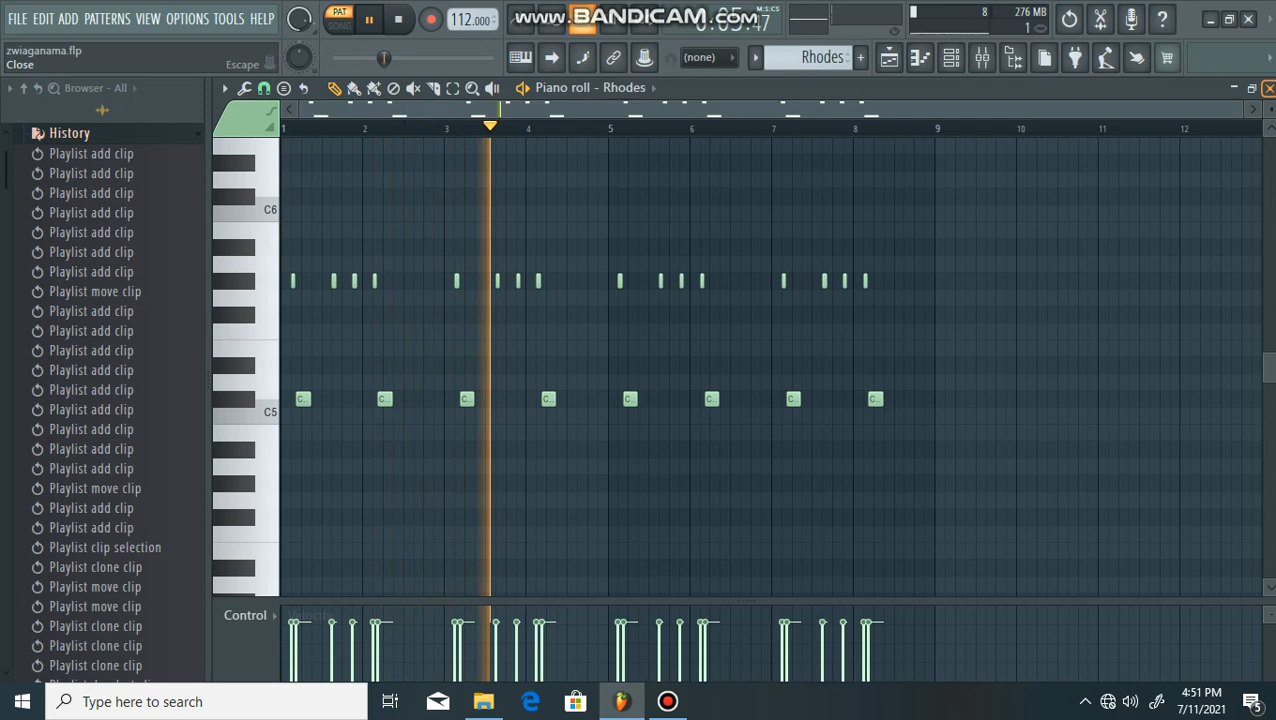 FILE EDIT ADD PATTERNS VIEW OPTIONS TOOLS HELP
PAT
112.000
www.BANDICAM.com
0:05:47
M:S:CS
8
276 MB
1
zwiaganama.flp
Close
Escape
(none)
Rhodes
Browser - All
Piano roll - Rhodes
History
1 2 3 4 5 6 7 8 9 10 11 12
Playlist add clip
Playlist add clip
Playlist add clip
Playlist add clip
Playlist add clip
Playlist add clip
Playlist add clip
Playlist move clip
Playlist add clip
Playlist add clip
Playlist add clip
Playlist add clip
Playlist add clip
Playlist add clip
Playlist add clip
Playlist add clip
Playlist add clip
Playlist move clip
Playlist add clip
Playlist add clip
Playlist clip selection
Playlist clone clip
Playlist move clip
Playlist move clip
Playlist clone clip
Playlist clone clip
Playlist clone clip
C6
C5
C... C... C... C... C... C... C... C...
Control
Velocity
Type here to search
4:51 PM
7/11/2021
5